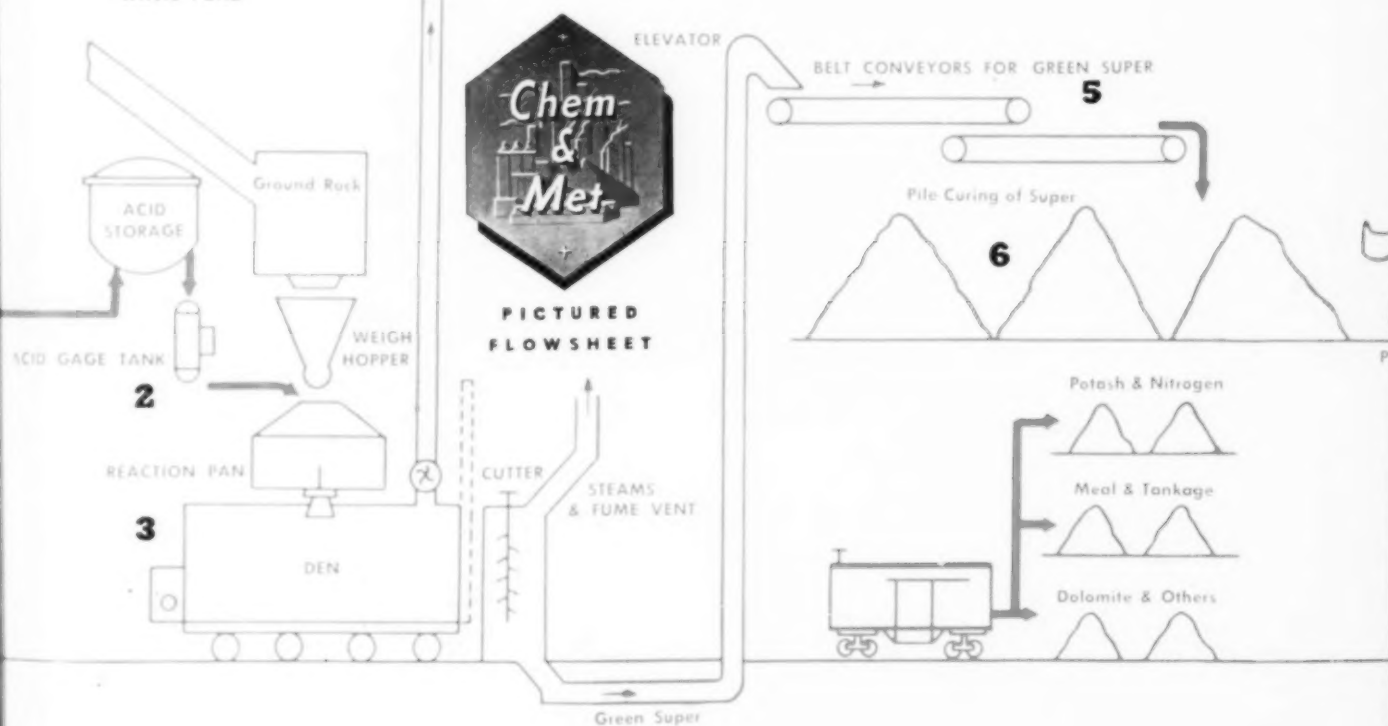 ELEVATOR
BELT CONVEYORS FOR GREEN SUPER
5
Chem
&
Met
PICTURED
FLOWSHEET
Ground Rock
ACID
STORAGE
Pile Curing of Super
6
WEIGH
HOPPER
ACID GAGE TANK
2
Potash & Nitrogen
REACTION PAN
CUTTER
STEAMS
& FUME VENT
Meal & Tankage
3
DEN
Dolomite & Others
Green Super